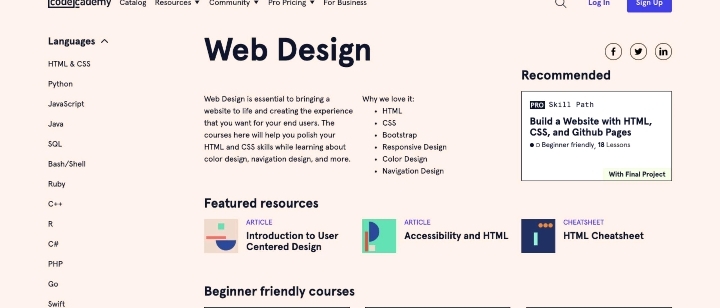 codecademy Catalog Resources Community Pro Pricing For Business Log In Sign Up
Languages
HTML & CSS
Python
JavaScript
Java
SQL
Bash/Shell
Ruby
C++
R
C#
PHP
Go
Swift
Web Design
Web Design is essential to bringing a
website to life and creating the experience
that you want for your end users. The
courses here will help you polish your
HTML and CSS skills while learning about
color design, navigation design, and more.
Why we love it:
• HTML
• CSS
• Bootstrap
• Responsive Design
• Color Design
• Navigation Design
Recommended
PRO Skill Path
Build a Website with HTML,
CSS, and Github Pages
Beginner friendly, 18 Lessons
With Final Project
Featured resources
ARTICLE
Introduction to User
Centered Design
ARTICLE
Accessibility and HTML
CHEATSHEET
HTML Cheatsheet
Beginner friendly courses